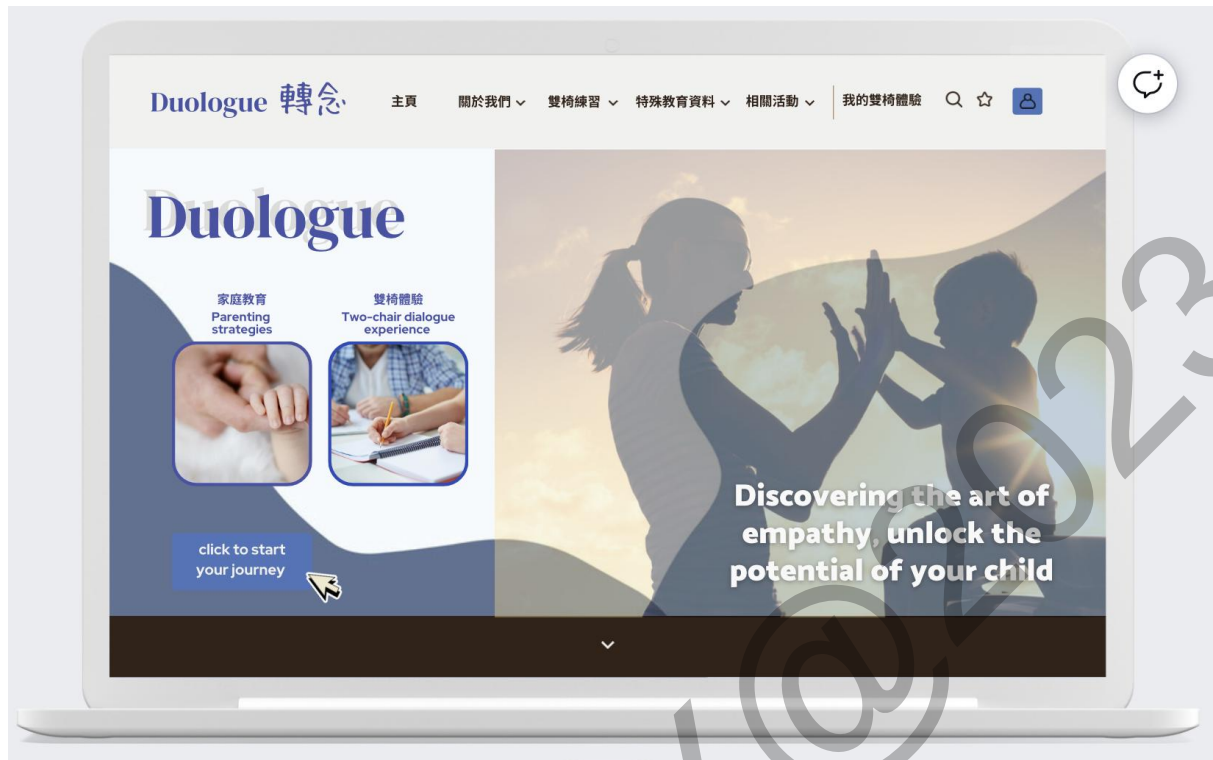 Duologue 轉念
主頁
關於我們
雙椅練習
特殊教育資料
相關活動
我的雙椅體驗
Duologue
家庭教育
Parenting
strategies
雙椅體驗
Two-chair dialogue
experience
click to start
your journey
Discovering the art of
empathy, unlock the
potential of your child
@2023